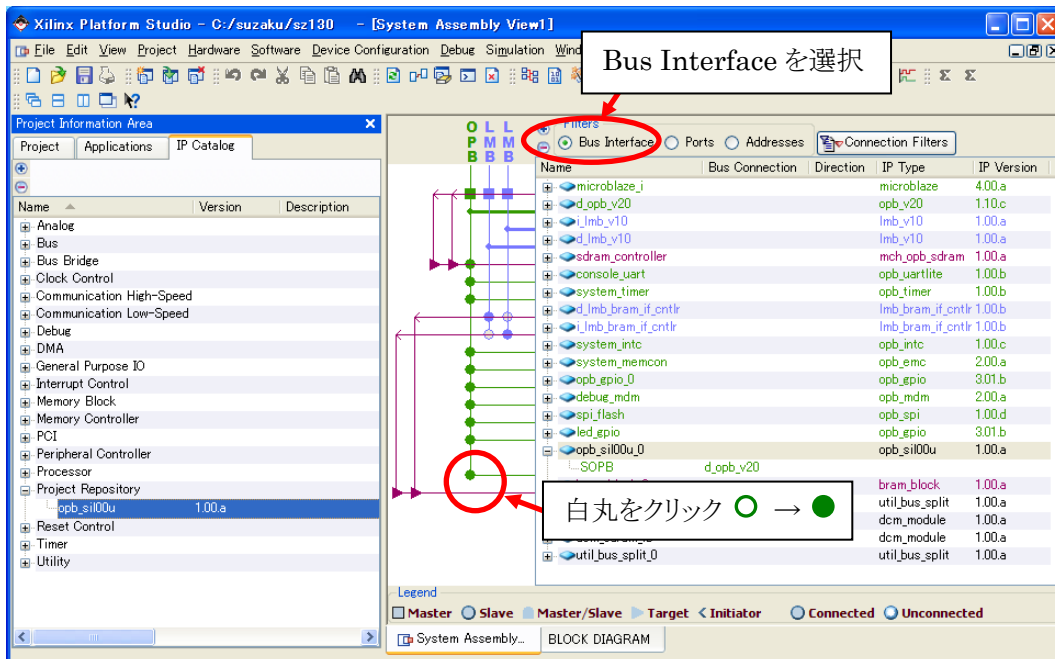 Xilinx Platform Studio - C:/suzaku/sz130 - [System Assembly View1]
File Edit View Project Hardware Software Device Configuration Debug Simulation Wind
Bus Interface を選択
Project Information Area
Project Applications IP Catalog
Name Version Description
Analog
Bus
Bus Bridge
Clock Control
Communication High-Speed
Communication Low-Speed
Debug
DMA
General Purpose IO
Interrupt Control
Memory Block
Memory Controller
PCI
Peripheral Controller
Processor
Project Repository
opb_sil00u 1.00.a
Reset Control
Timer
Utility
O L L
P M M
B B B
Filters
Bus Interface Ports Addresses Connection Filters
Name Bus Connection Direction IP Type IP Version
microblaze_i microblaze 4.00.a
d_opb_v20 opb_v20 1.10.c
i_lmb_v10 lmb_v10 1.00.a
d_lmb_v10 lmb_v10 1.00.a
sdram_controller mch_opb_sdram 1.00.a
console_uart opb_uartlite 1.00.b
system_timer opb_timer 1.00.b
d_lmb_bram_if_cntlr lmb_bram_if_cntlr 1.00.b
i_lmb_bram_if_cntlr lmb_bram_if_cntlr 1.00.b
system_intc opb_intc 1.00.c
system_memcon opb_emc 2.00.a
opb_gpio_0 opb_gpio 3.01.b
debug_mdm opb_mdm 2.00.a
spi_flash opb_spi 1.00.d
led_gpio opb_gpio 3.01.b
opb_sil00u_0 opb_sil00u 1.00.a
SOPB d_opb_v20
bram_block 1.00.a
util_bus_split 1.00.a
dcm_module 1.00.a
dcm_module 1.00.a
util_bus_split_0 util_bus_split 1.00.a
白丸をクリック ○ → ●
Legend
Master Slave Master/Slave Target Initiator Connected Unconnected
System Assembly... BLOCK DIAGRAM